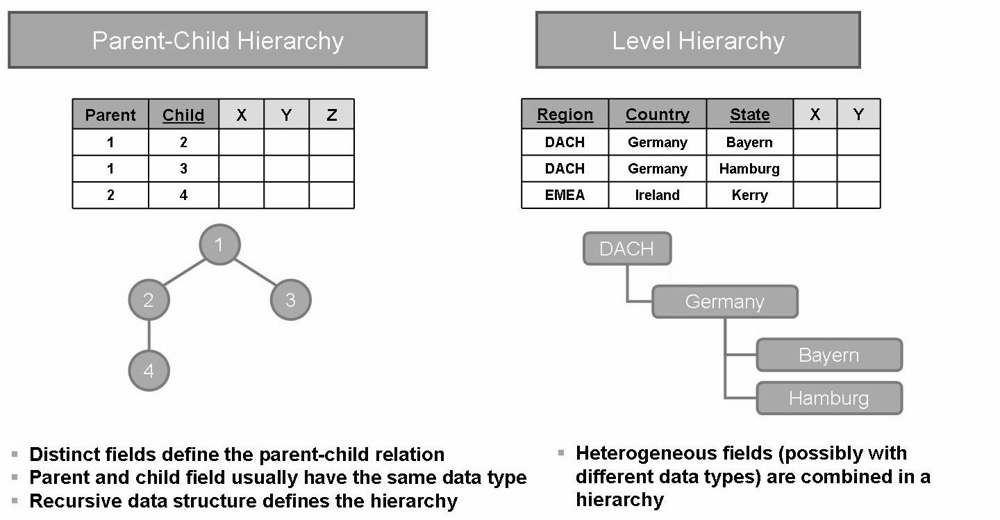 Parent-Child Hierarchy
Parent Child X Y Z
1 2
1 3
2 4
1
2 3
4
Distinct fields define the parent-child relation
Parent and child field usually have the same data type
Recursive data structure defines the hierarchy
Level Hierarchy
Region Country State X Y
DACH Germany Bayern
DACH Germany Hamburg
EMEA Ireland Kerry
DACH
Germany
Bayern
Hamburg
Heterogeneous fields (possibly with
different data types) are combined in a
hierarchy